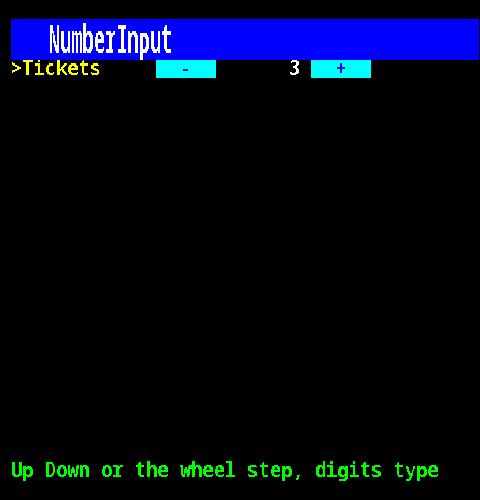 NumberInput
>Tickets - 3 +
Up Down or the wheel step, digits type